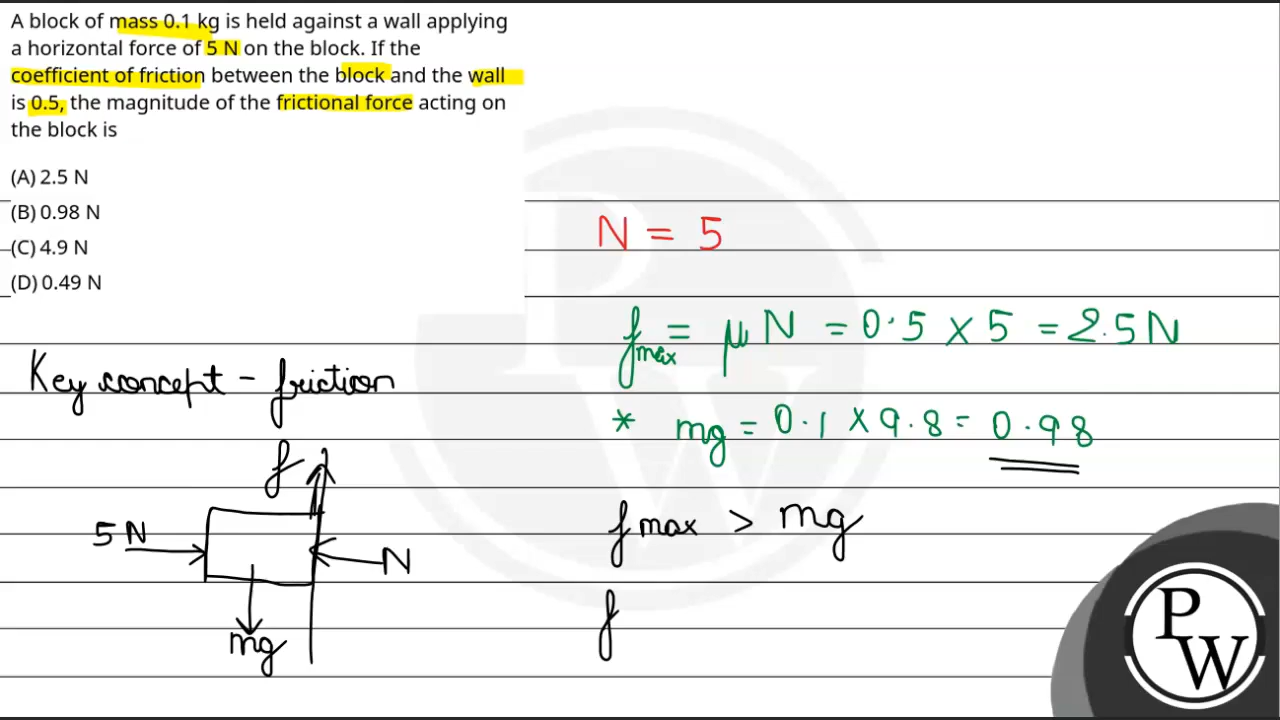 A block of mass 0.1 kg is held against a wall applying
a horizontal force of 5 N on the block. If the
coefficient of friction between the block and the wall
is 0.5, the magnitude of the frictional force acting on
the block is
(A) 2.5 N
(B) 0.98 N
(C) 4.9 N
(D) 0.49 N
Key concept - friction
f
5 N
N
mg
N = 5
fmax = μ N = 0.5 × 5 = 2.5 N
* mg = 0.1 × 9.8 = 0.98
f max > mg
f
P
W